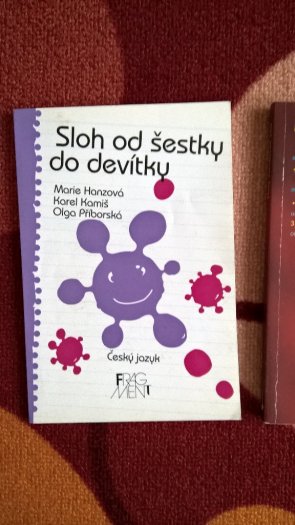 Sloh od šestky
do devítky
Marie Hanzová
Karel Kamiš
Olga Příborská
Český jazyk
FRAG
MENT